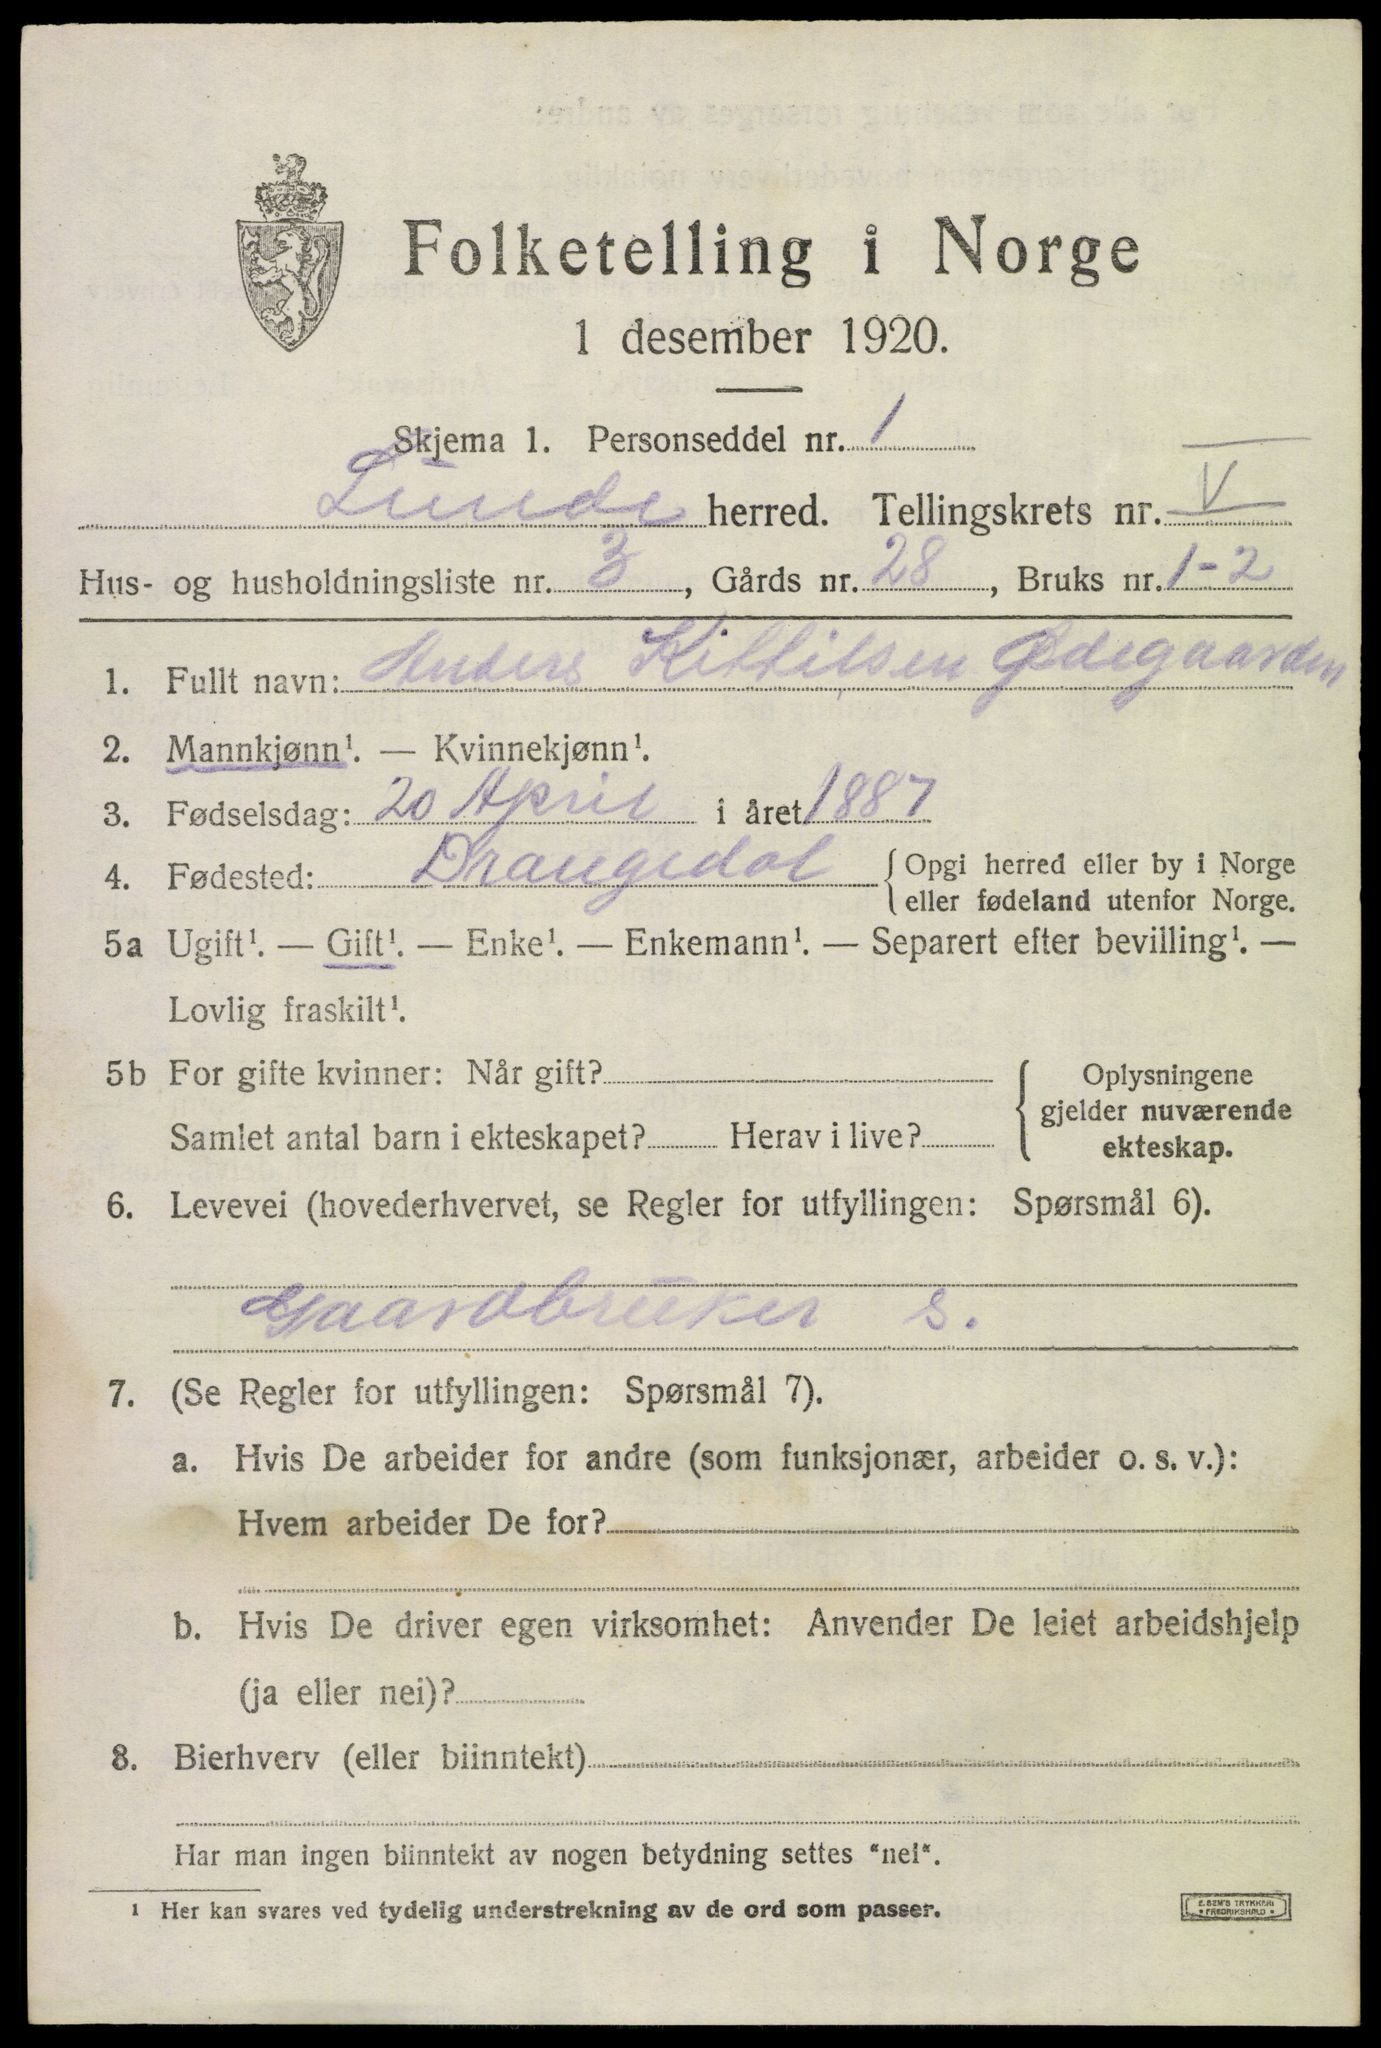 Folketelling i Norge
1 desember 1920.
Skjema 1. Personseddel nr. 1
Lunde herred. Tellingskrets nr. V
Hus- og husholdningsliste nr. 3, Gårds nr. 28, Bruks nr. 1-2
1. Fullt navn: Anders Kittilsen Ødegaarden
2. Mannkjønn¹. — Kvinnekjønn¹.
3. Fødselsdag: 20 April i året 1887
4. Fødested: Drangedal { Opgi herred eller by i Norge
eller fødeland utenfor Norge.
5a Ugift¹. — Gift¹. — Enke¹. — Enkemann¹. — Separert efter bevilling¹. —
Lovlig fraskilt¹.
5b For gifte kvinner: Når gift? { Oplysningene
gjelder nuværende
Samlet antal barn i ekteskapet? Herav i live? ekteskap.
6. Levevei (hovederhvervet, se Regler for utfyllingen: Spørsmål 6).
Gaardbruker s.
7. (Se Regler for utfyllingen: Spørsmål 7).
a. Hvis De arbeider for andre (som funksjonær, arbeider o. s. v.):
Hvem arbeider De for?
b. Hvis De driver egen virksomhet: Anvender De leiet arbeidshjelp
(ja eller nei)?
8. Bierhverv (eller biinntekt)
Har man ingen biinntekt av nogen betydning settes "nei".
1 Her kan svares ved tydelig understrekning av de ord som passer.
E. SEM'S TRYKKERI
• FREDRIKSHALD •